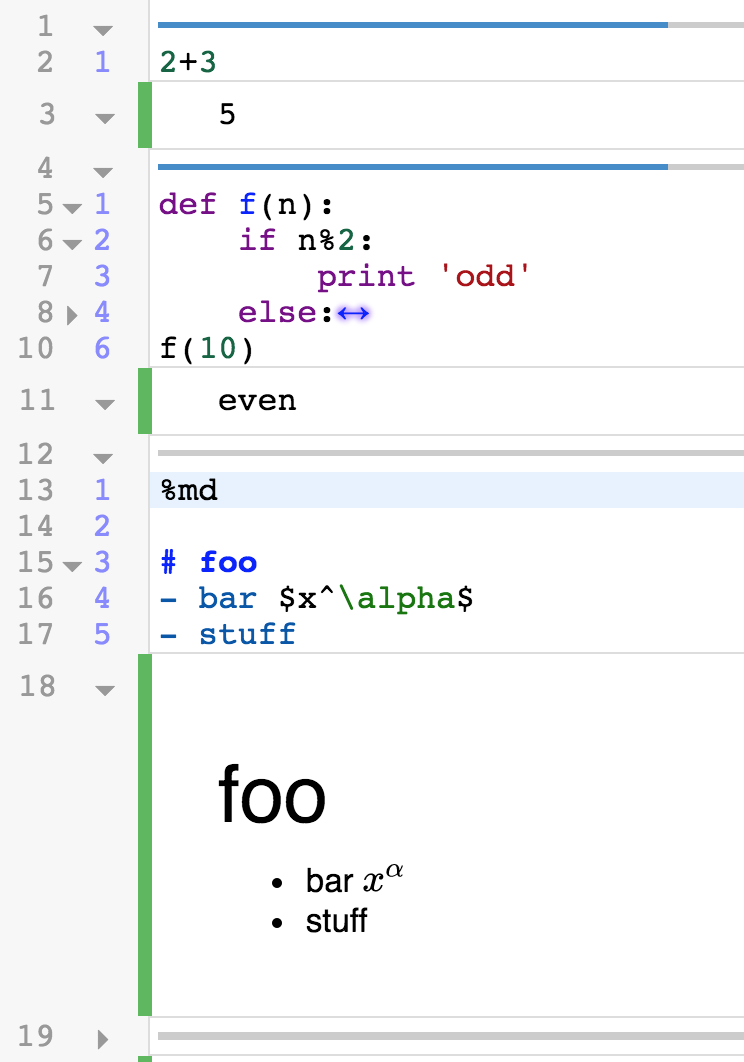 1
2 1 2+3
3 5
4
5 1 def f(n):
6 2     if n%2:
7 3         print 'odd'
8 4     else:↔
10 6 f(10)
11 even
12
13 1 %md
14 2
15 3 # foo
16 4 - bar $x^\alpha$
17 5 - stuff
18
foo
• bar x^α
• stuff
19